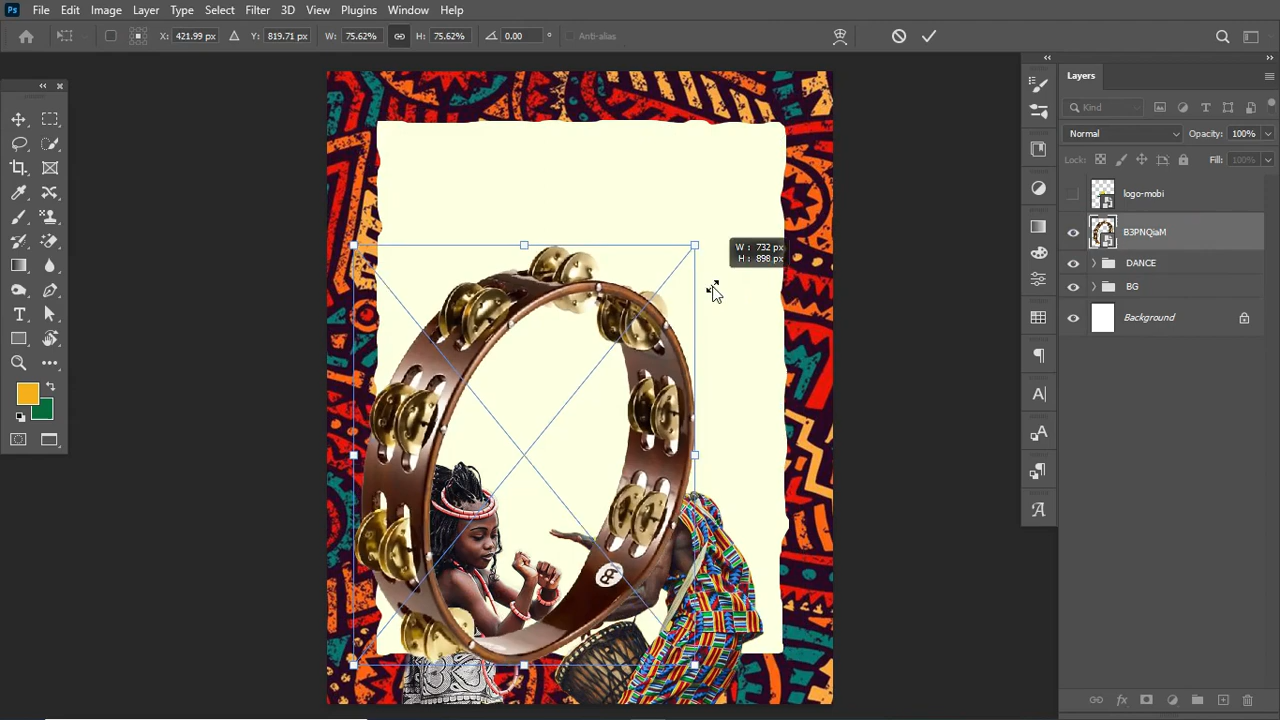 Ps File Edit Image Layer Type Select Filter 3D View Plugins Window Help
X: 421.99 px Y: 819.71 px W: 75.62% H: 75.62% 0.00 ° Anti-alias
Layers
Kind
Normal Opacity: 100%
Lock: Fill: 100%
logo-mobi
B3PNQiaM
DANCE
BG
Background
W : 732 px
H : 898 px